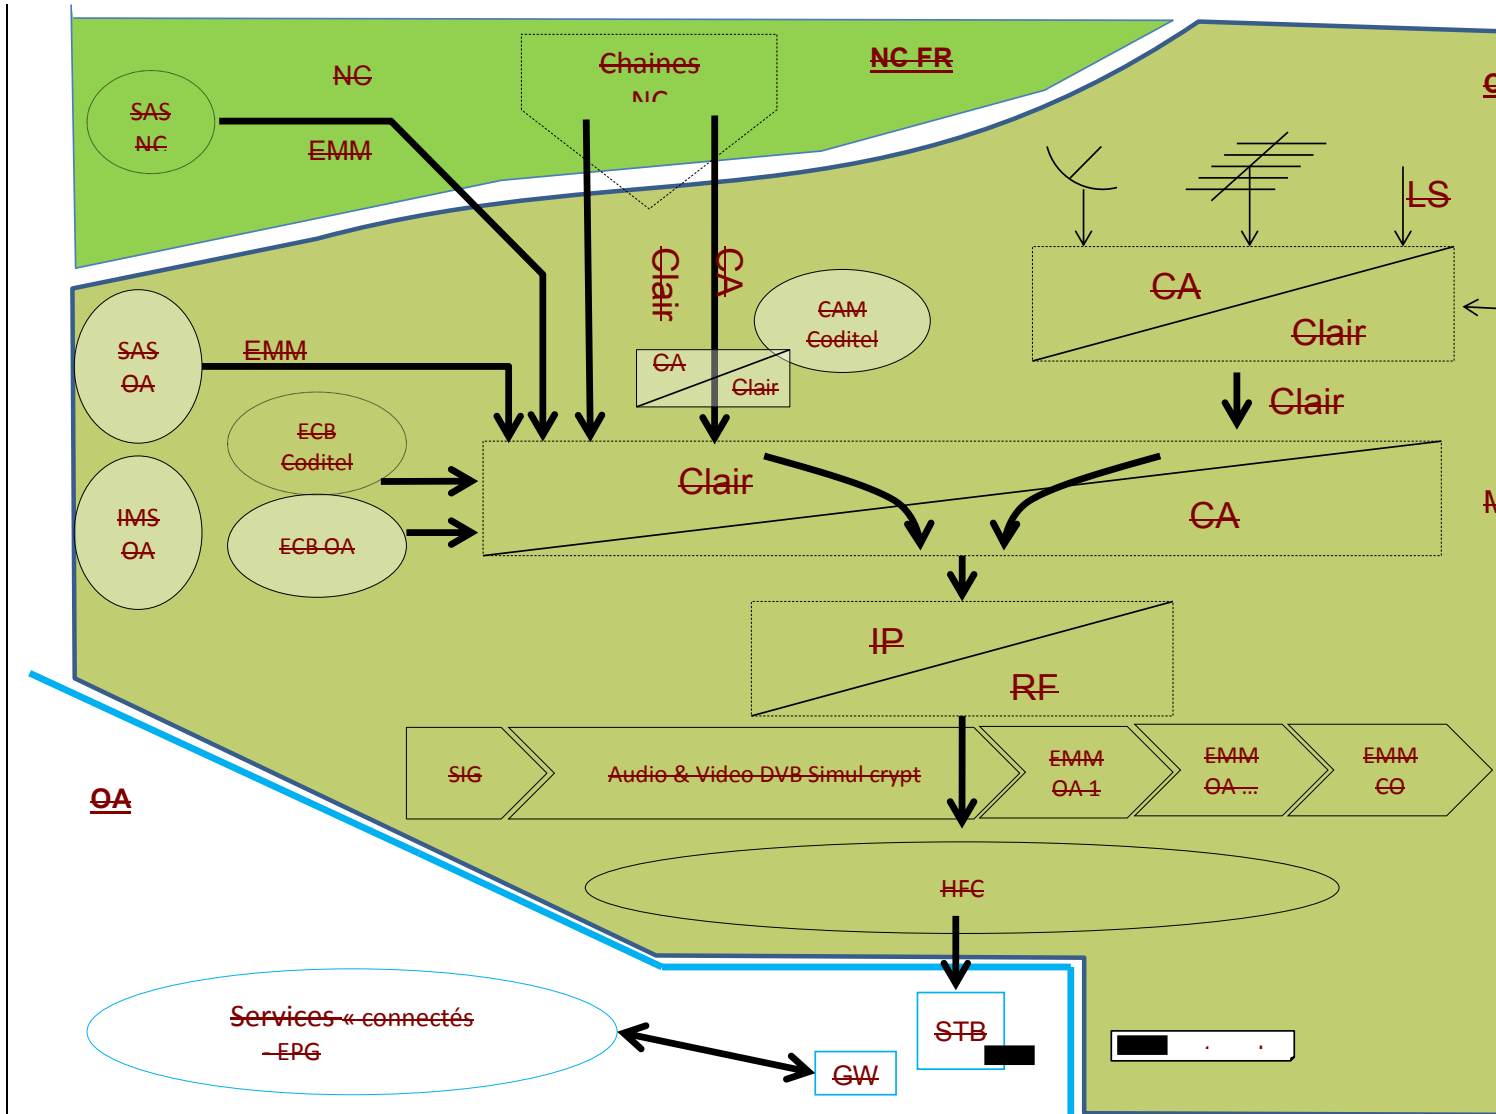 NC FR
Chaines
NC
NC
SAS
NC
EMM
LS
Clair
CA
CAM
Coditel
CA
Clair
CA
Clair
SAS
OA
EMM
Clair
ECB
Coditel
Clair
CA
IMS
OA
ECB OA
IP
RF
SIG
Audio & Video DVB Simul crypt
EMM
OA 1
EMM
OA ...
EMM
CO
OA
HFC
Services « connectés
- EPG
STB
GW